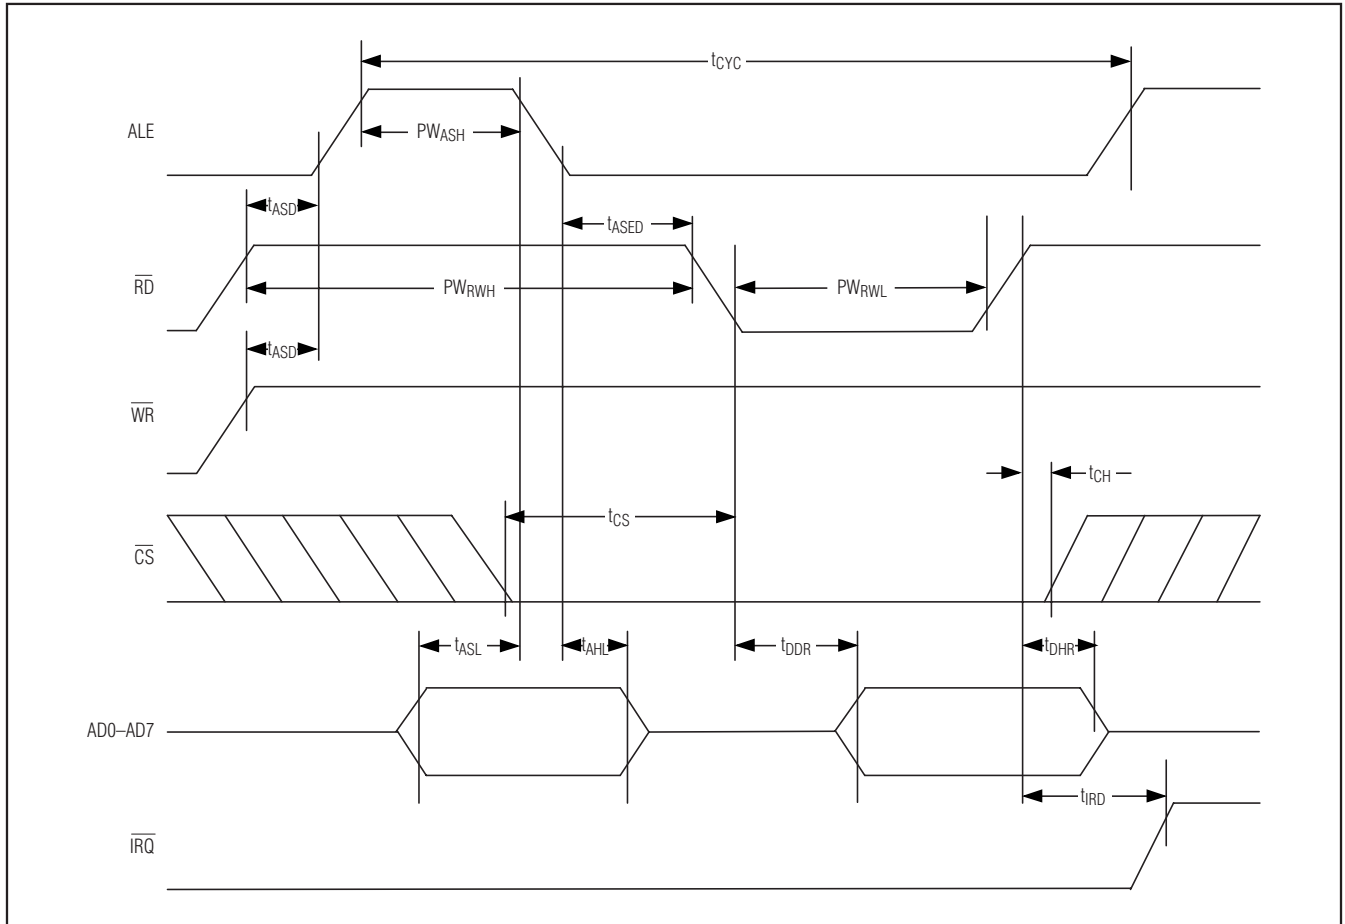 tCYC
ALE
PWASH
tASD
tASED
RD
PWRWH
PWRWL
tASD
WR
tCH
tCS
CS
tASL
tAHL
tDDR
tDHR
AD0–AD7
tIRD
IRQ